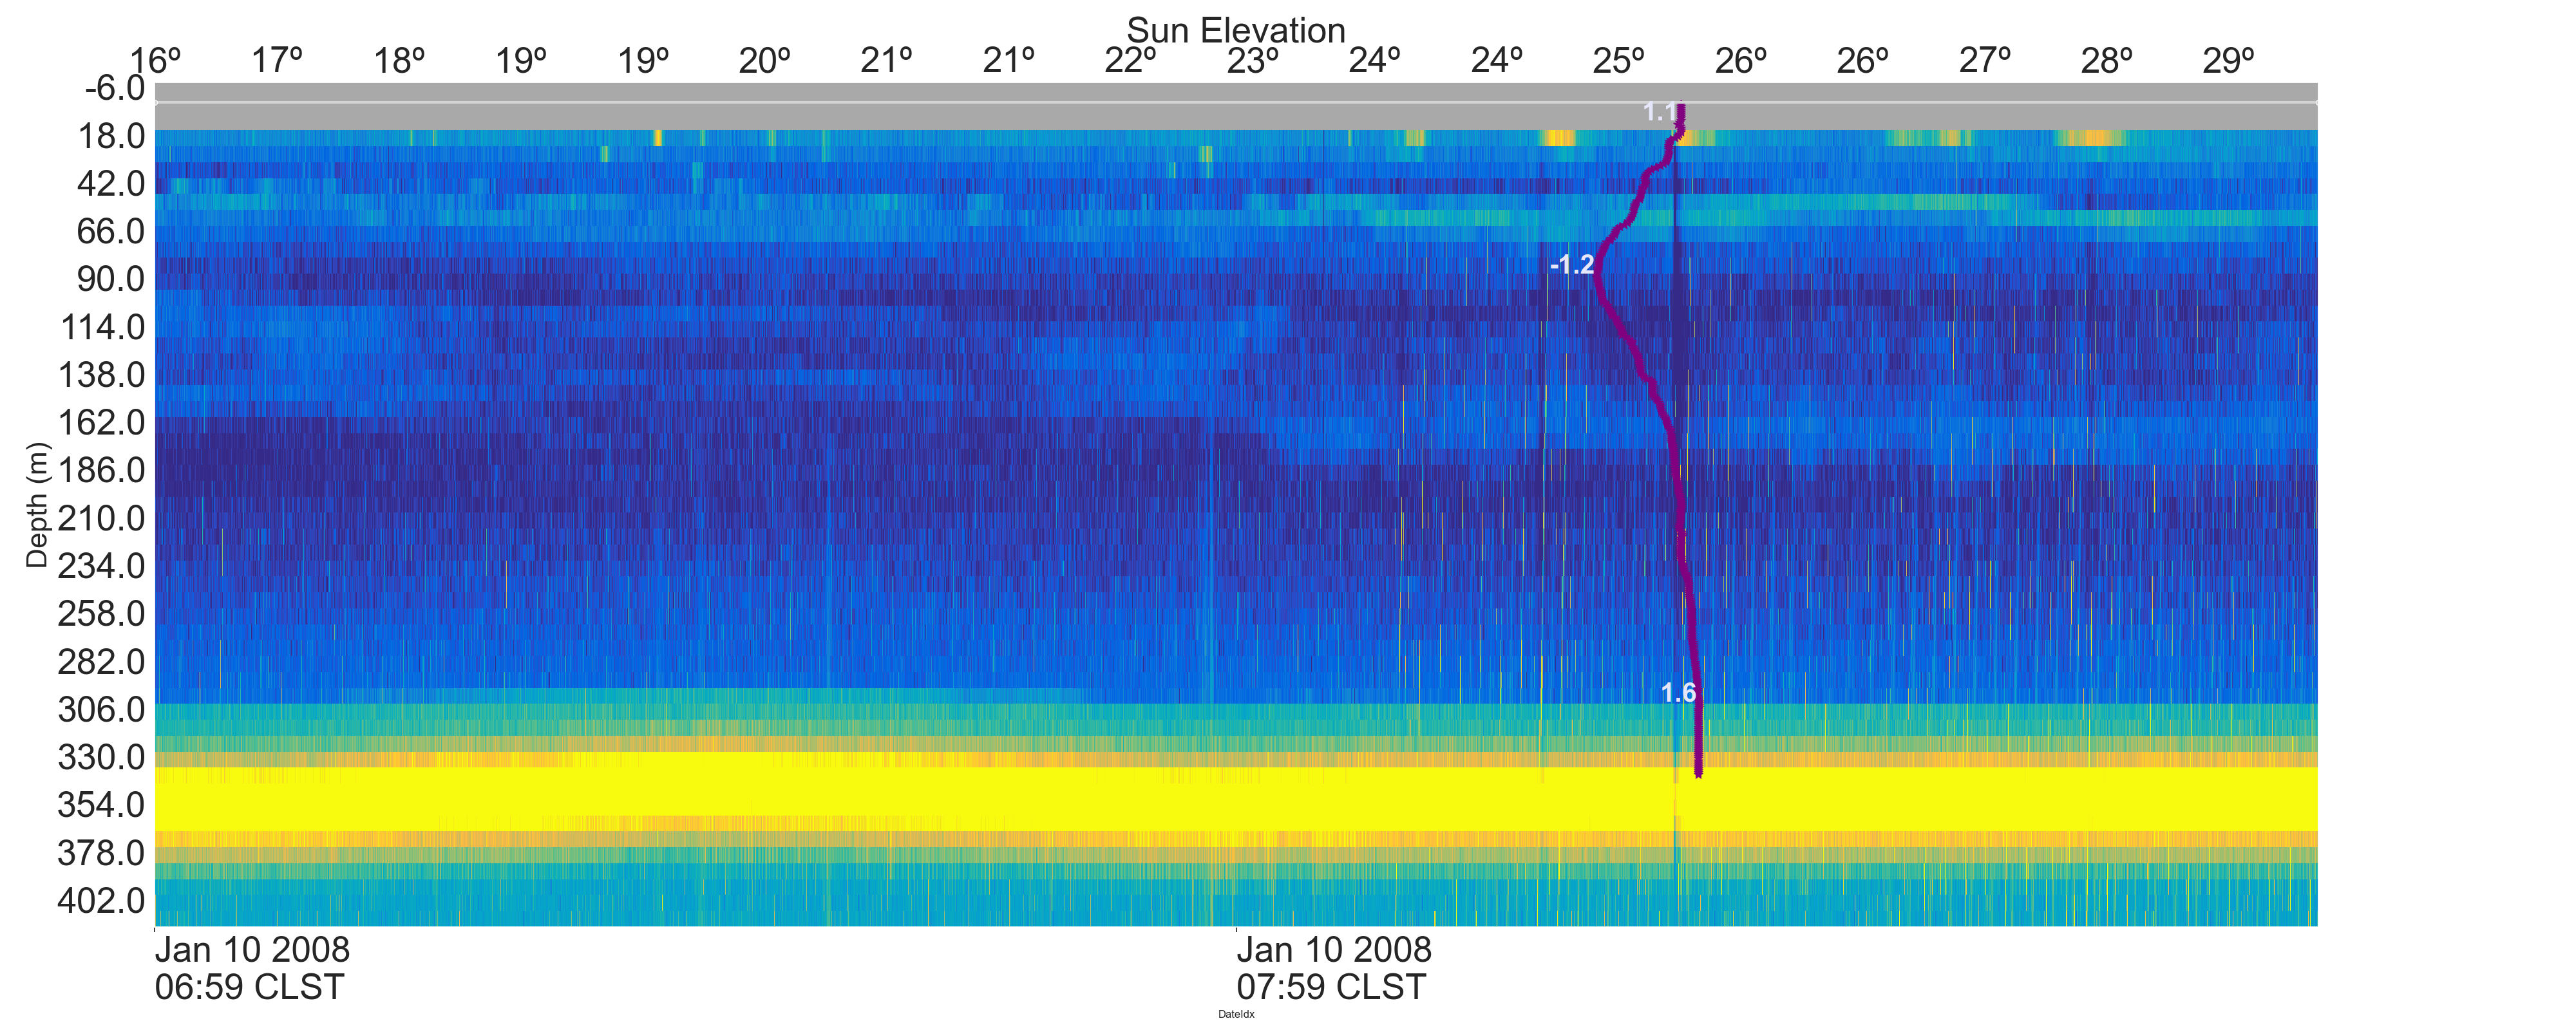 Sun Elevation
16º 17º 18º 19º 19º 20º 21º 21º 22º 23º 24º 24º 25º 26º 26º 27º 28º 29º
-6.0
18.0
42.0
66.0
90.0
114.0
138.0
162.0
186.0
210.0
234.0
258.0
282.0
306.0
330.0
354.0
378.0
402.0
Depth (m)
1.1
-1.2
1.6
Jan 10 2008
06:59 CLST
Jan 10 2008
07:59 CLST
DateIdx